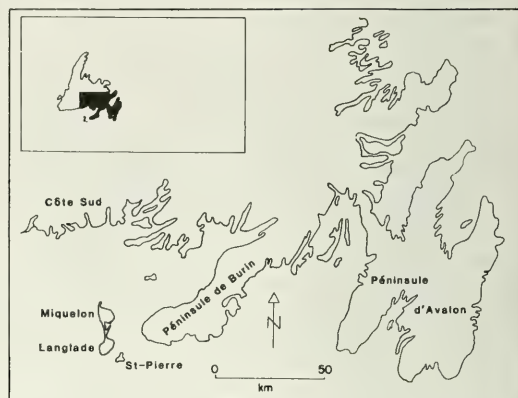 Côte Sud
Péninsule de Burin
Miquelon
Langlade
St-Pierre
Péninsule
d'Avalon
N
0 50
km